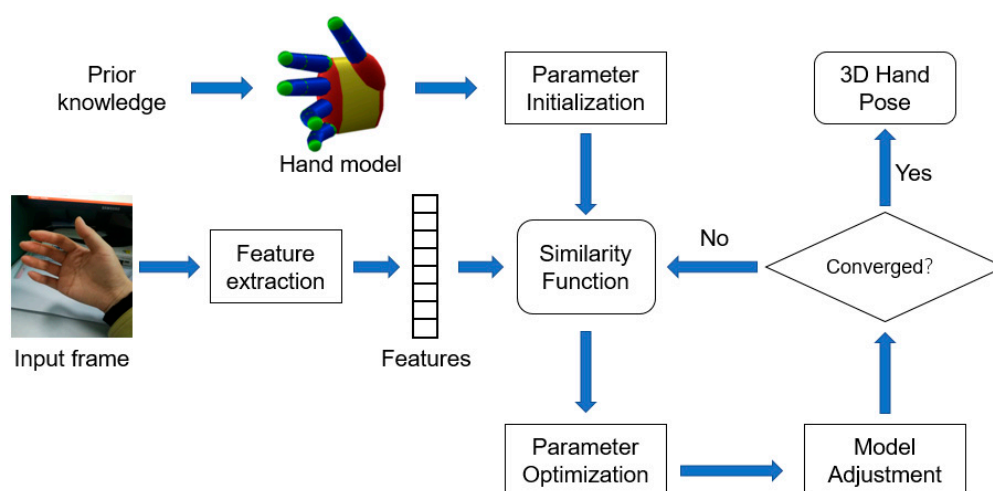 Prior
knowledge
Hand model
Parameter
Initialization
3D Hand
Pose
Yes
Input frame
Feature
extraction
Features
Similarity
Function
No
Converged?
Parameter
Optimization
Model
Adjustment